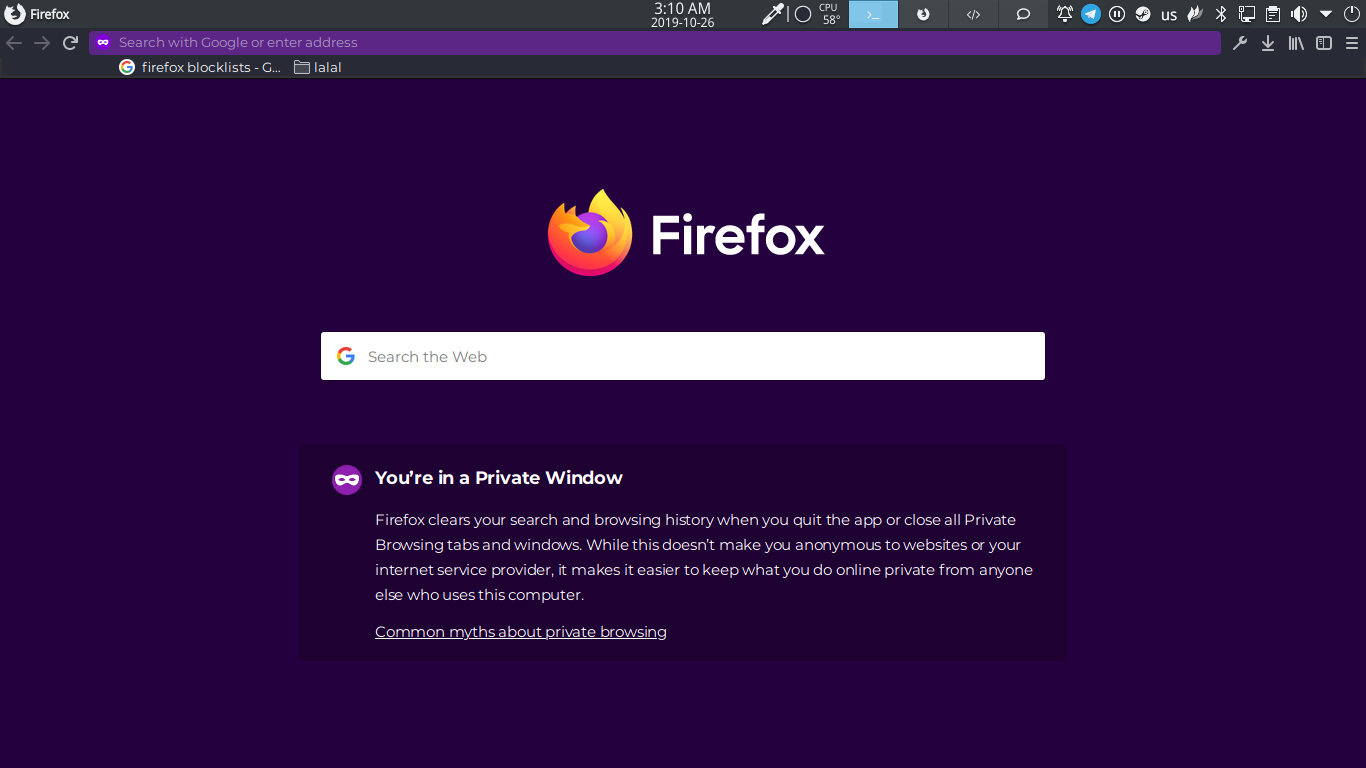 Firefox
3:10 AM
2019-10-26
CPU
58°
>_
</>
us
Search with Google or enter address
firefox blocklists - G...
lalal
Firefox
Search the Web
You're in a Private Window
Firefox clears your search and browsing history when you quit the app or close all Private
Browsing tabs and windows. While this doesn't make you anonymous to websites or your
internet service provider, it makes it easier to keep what you do online private from anyone
else who uses this computer.
Common myths about private browsing